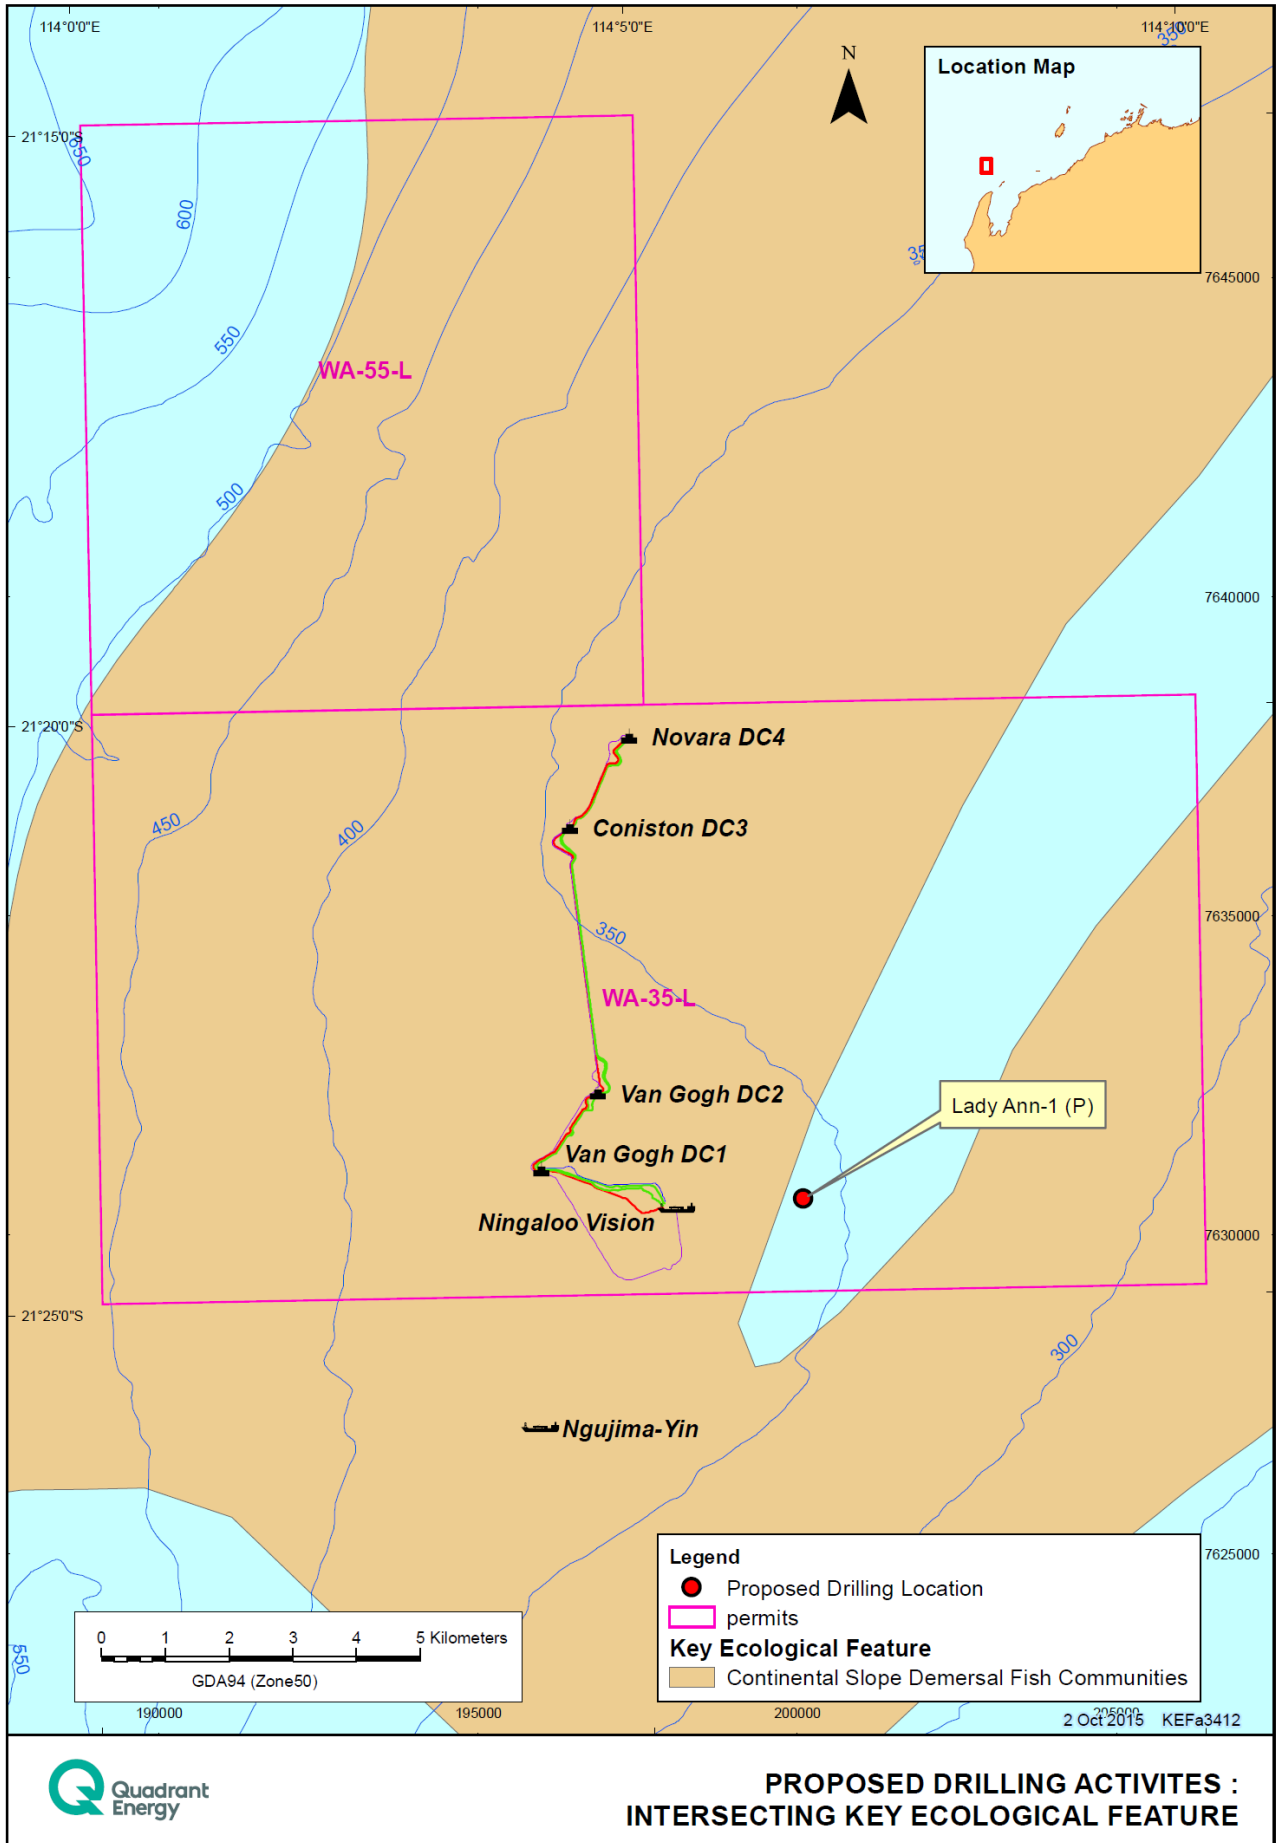 114°0'0"E
114°5'0"E
114°10'0"E
350
N
Location Map
21°15'0"S
650
600
7645000
550
WA-55-L
500
7640000
21°20'0"S
Novara DC4
450
400
Coniston DC3
7635000
350
WA-35-L
Van Gogh DC2
Lady Ann-1 (P)
Van Gogh DC1
Ningaloo Vision
7630000
21°25'0"S
300
Ngujima-Yin
7625000
550
Legend
Proposed Drilling Location
permits
Key Ecological Feature
Continental Slope Demersal Fish Communities
0 1 2 3 4 5 Kilometers
GDA94 (Zone50)
190000
195000
200000
205000
2 Oct 2015 KEFa3412
Quadrant
Energy
PROPOSED DRILLING ACTIVITES :
INTERSECTING KEY ECOLOGICAL FEATURE